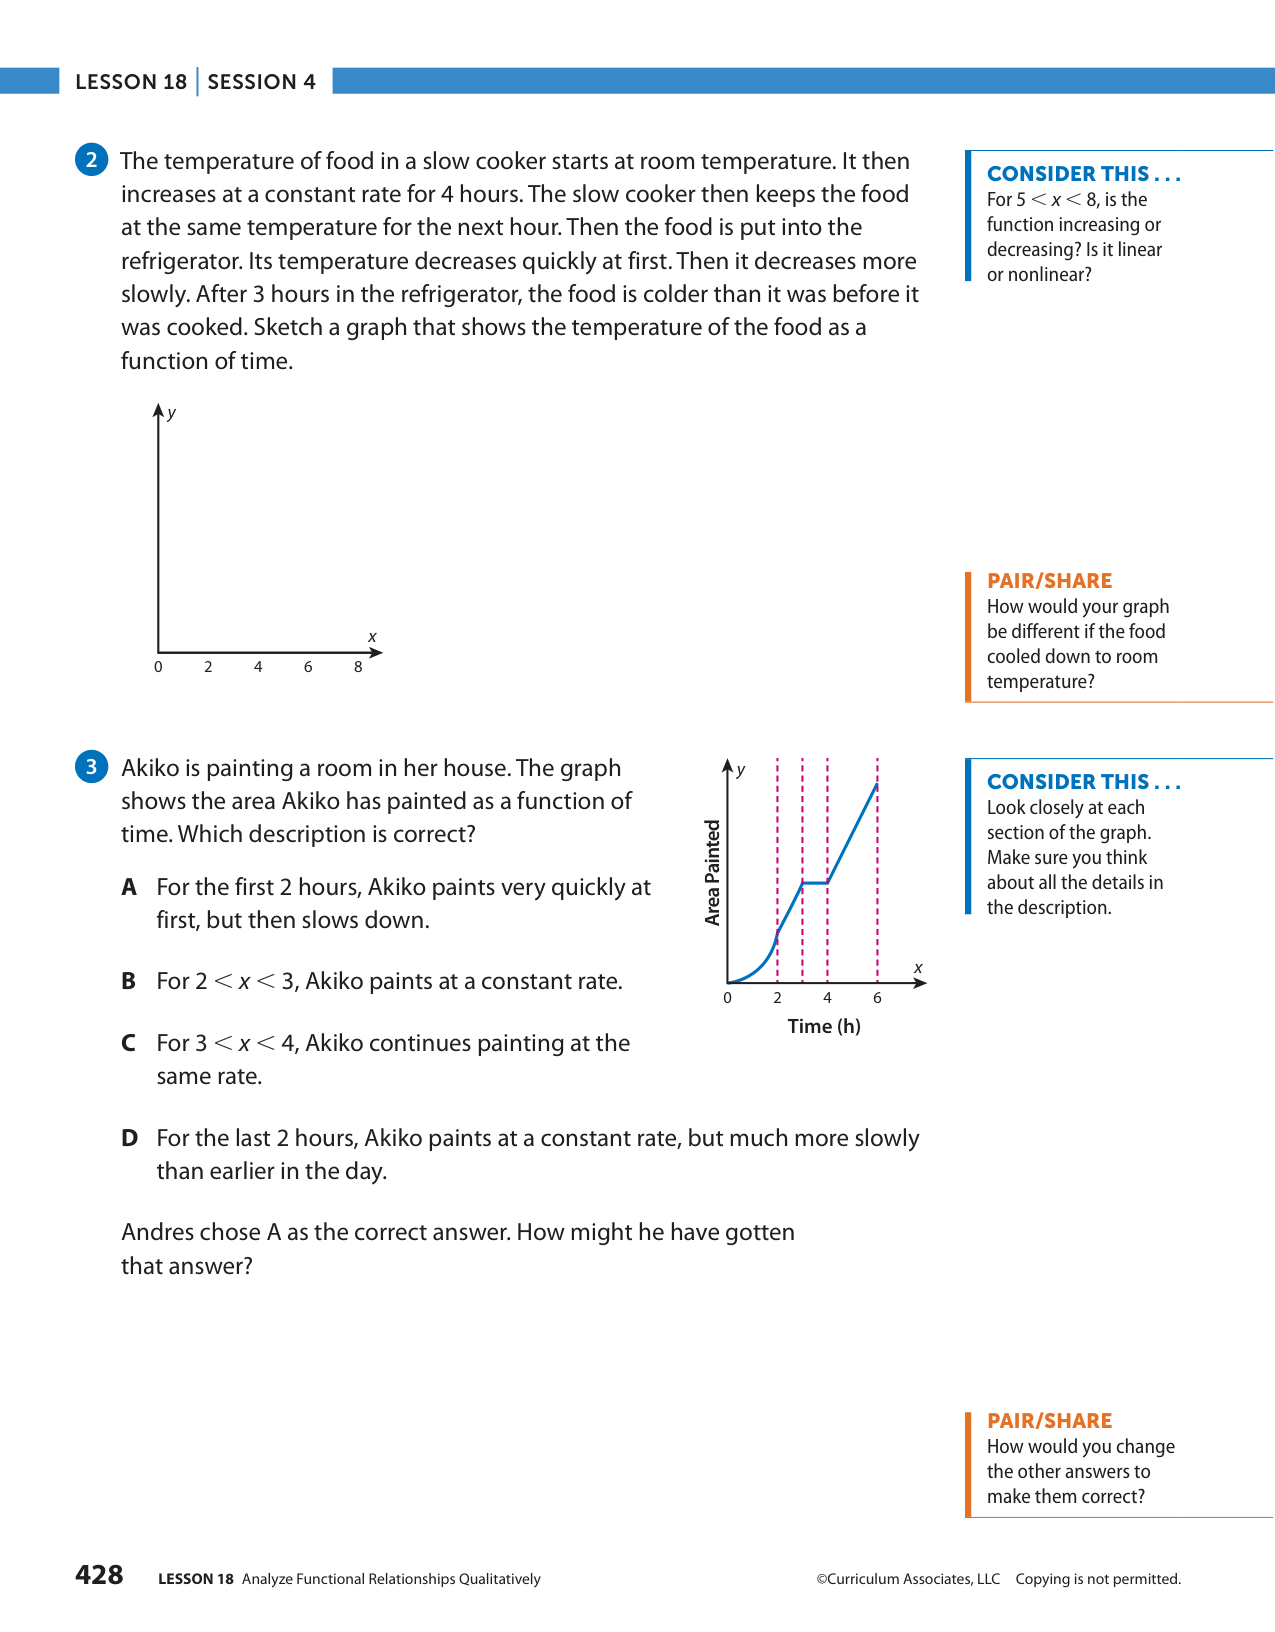 LESSON 18 | SESSION 4
2 The temperature of food in a slow cooker starts at room temperature. It then
increases at a constant rate for 4 hours. The slow cooker then keeps the food
at the same temperature for the next hour. Then the food is put into the
refrigerator. Its temperature decreases quickly at first. Then it decreases more
slowly. After 3 hours in the refrigerator, the food is colder than it was before it
was cooked. Sketch a graph that shows the temperature of the food as a
function of time.
CONSIDER THIS . . .
For 5 < x < 8, is the
function increasing or
decreasing? Is it linear
or nonlinear?
y
x
0 2 4 6 8
PAIR/SHARE
How would your graph
be different if the food
cooled down to room
temperature?
3 Akiko is painting a room in her house. The graph
shows the area Akiko has painted as a function of
time. Which description is correct?
A For the first 2 hours, Akiko paints very quickly at
first, but then slows down.
B For 2 < x < 3, Akiko paints at a constant rate.
C For 3 < x < 4, Akiko continues painting at the
same rate.
D For the last 2 hours, Akiko paints at a constant rate, but much more slowly
than earlier in the day.
y
Area Painted
x
0 2 4 6
Time (h)
CONSIDER THIS . . .
Look closely at each
section of the graph.
Make sure you think
about all the details in
the description.
Andres chose A as the correct answer. How might he have gotten
that answer?
PAIR/SHARE
How would you change
the other answers to
make them correct?
428 LESSON 18 Analyze Functional Relationships Qualitatively
©Curriculum Associates, LLC Copying is not permitted.